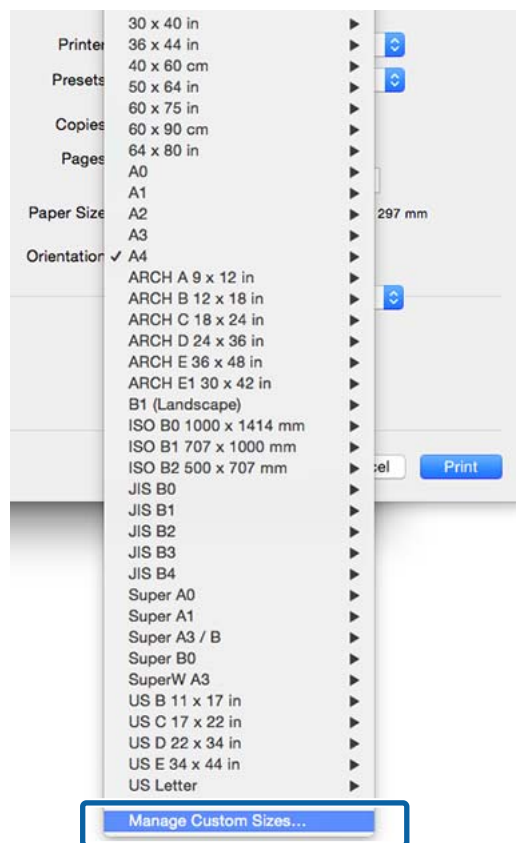 30 x 40 in
Printer
36 x 44 in
40 x 60 cm
Presets
50 x 64 in
60 x 75 in
Copies
60 x 90 cm
64 x 80 in
Pages
A0
A1
Paper Size
A2
297 mm
A3
Orientation
✓ A4
ARCH A 9 x 12 in
ARCH B 12 x 18 in
ARCH C 18 x 24 in
ARCH D 24 x 36 in
ARCH E 36 x 48 in
ARCH E1 30 x 42 in
B1 (Landscape)
ISO B0 1000 x 1414 mm
ISO B1 707 x 1000 mm
ISO B2 500 x 707 mm
cel
Print
JIS B0
JIS B1
JIS B2
JIS B3
JIS B4
Super A0
Super A1
Super A3 / B
Super B0
SuperW A3
US B 11 x 17 in
US C 17 x 22 in
US D 22 x 34 in
US E 34 x 44 in
US Letter
Manage Custom Sizes...